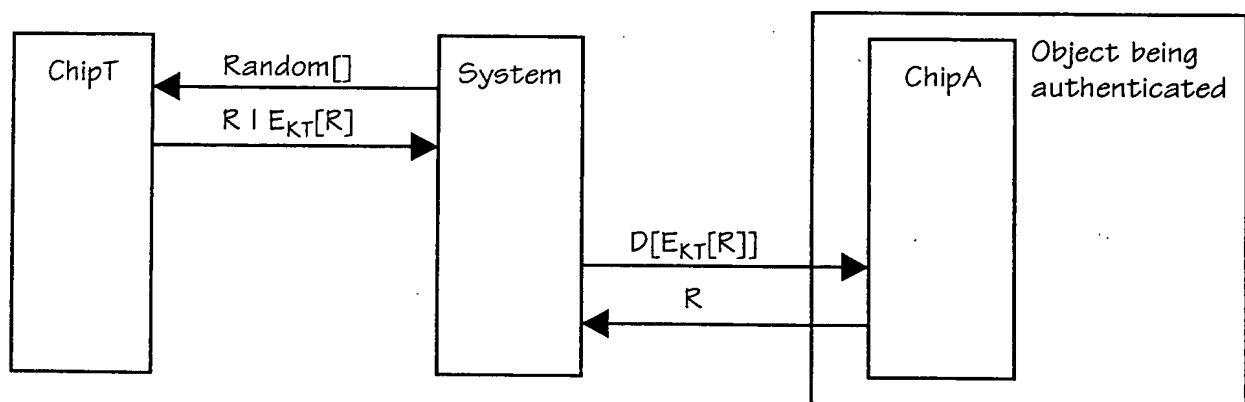 ChipT
Random[]
System
ChipA
Object being
authenticated
R | E_KT[R]
D[E_KT[R]]
R